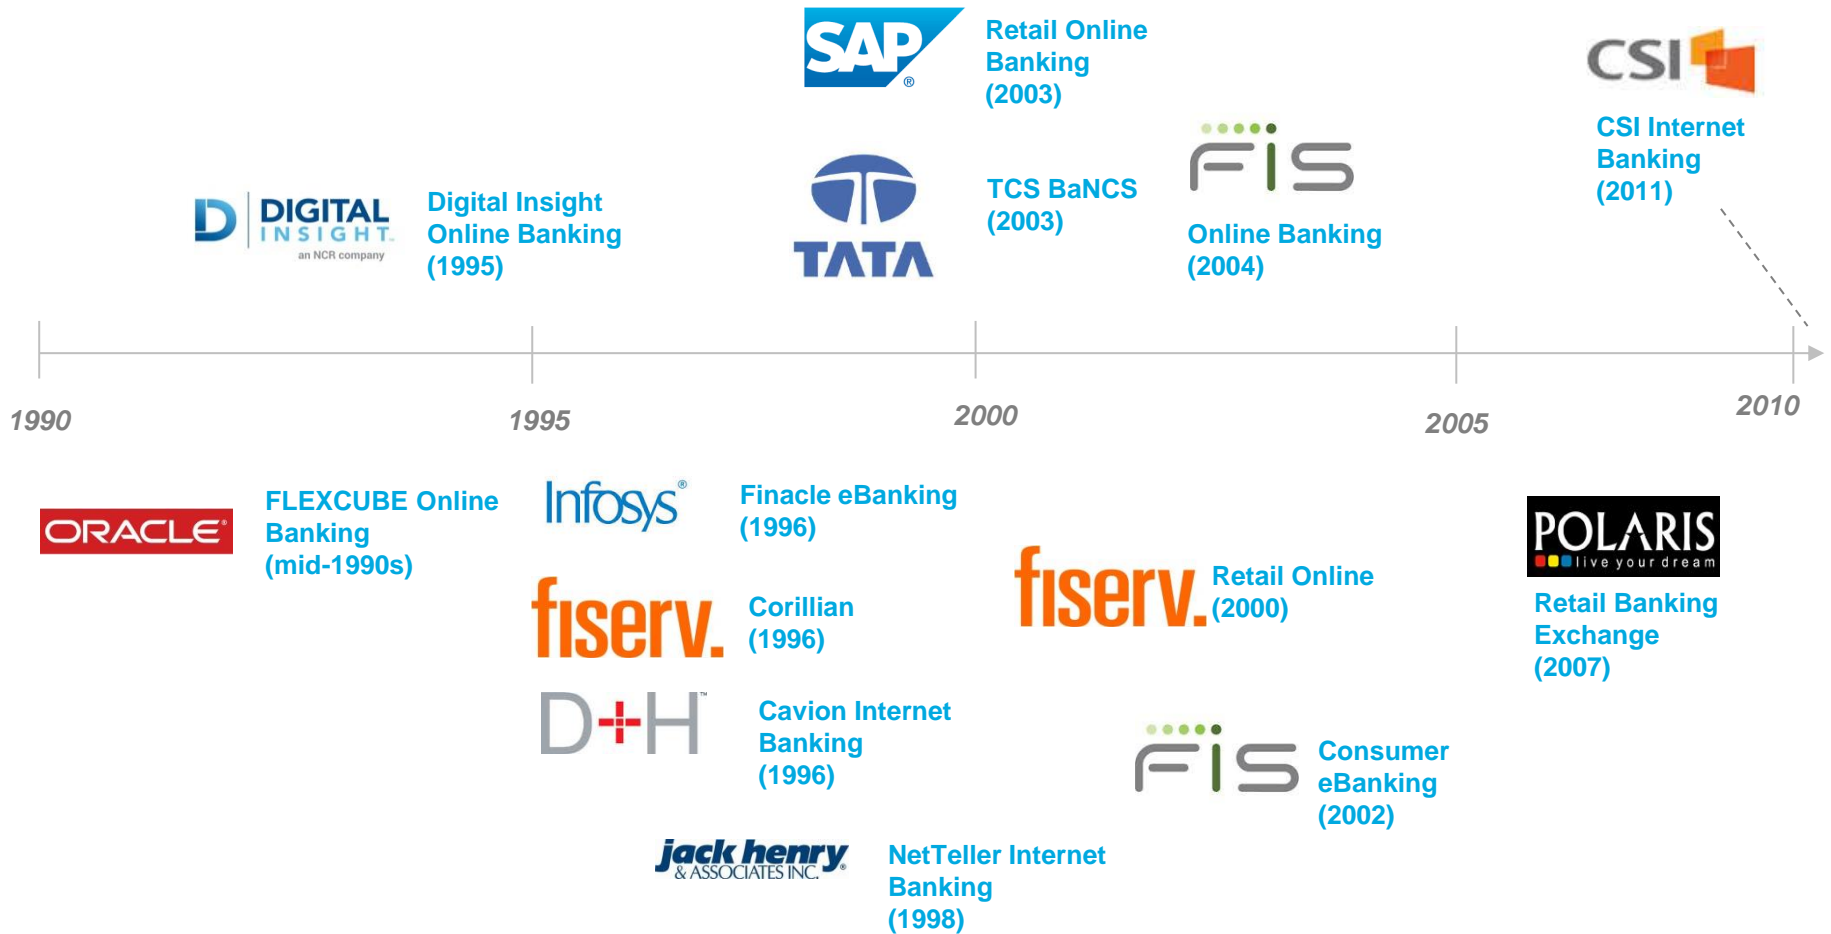 SAP
®
Retail Online
Banking
(2003)
CSI
CSI Internet
Banking
(2011)
FIS
Online Banking
(2004)
TATA
TCS BaNCS
(2003)
D DIGITAL
INSIGHT™
an NCR company
Digital Insight
Online Banking
(1995)
1990
1995
2000
2005
2010
ORACLE®
FLEXCUBE Online
Banking
(mid-1990s)
Infosys®
Finacle eBanking
(1996)
fiserv.
Corillian
(1996)
fiserv.
Retail Online
(2000)
POLARIS
live your dream
Retail Banking
Exchange
(2007)
D+H™
Cavion Internet
Banking
(1996)
FIS
Consumer
eBanking
(2002)
jack henry
& ASSOCIATES INC.®
NetTeller Internet
Banking
(1998)